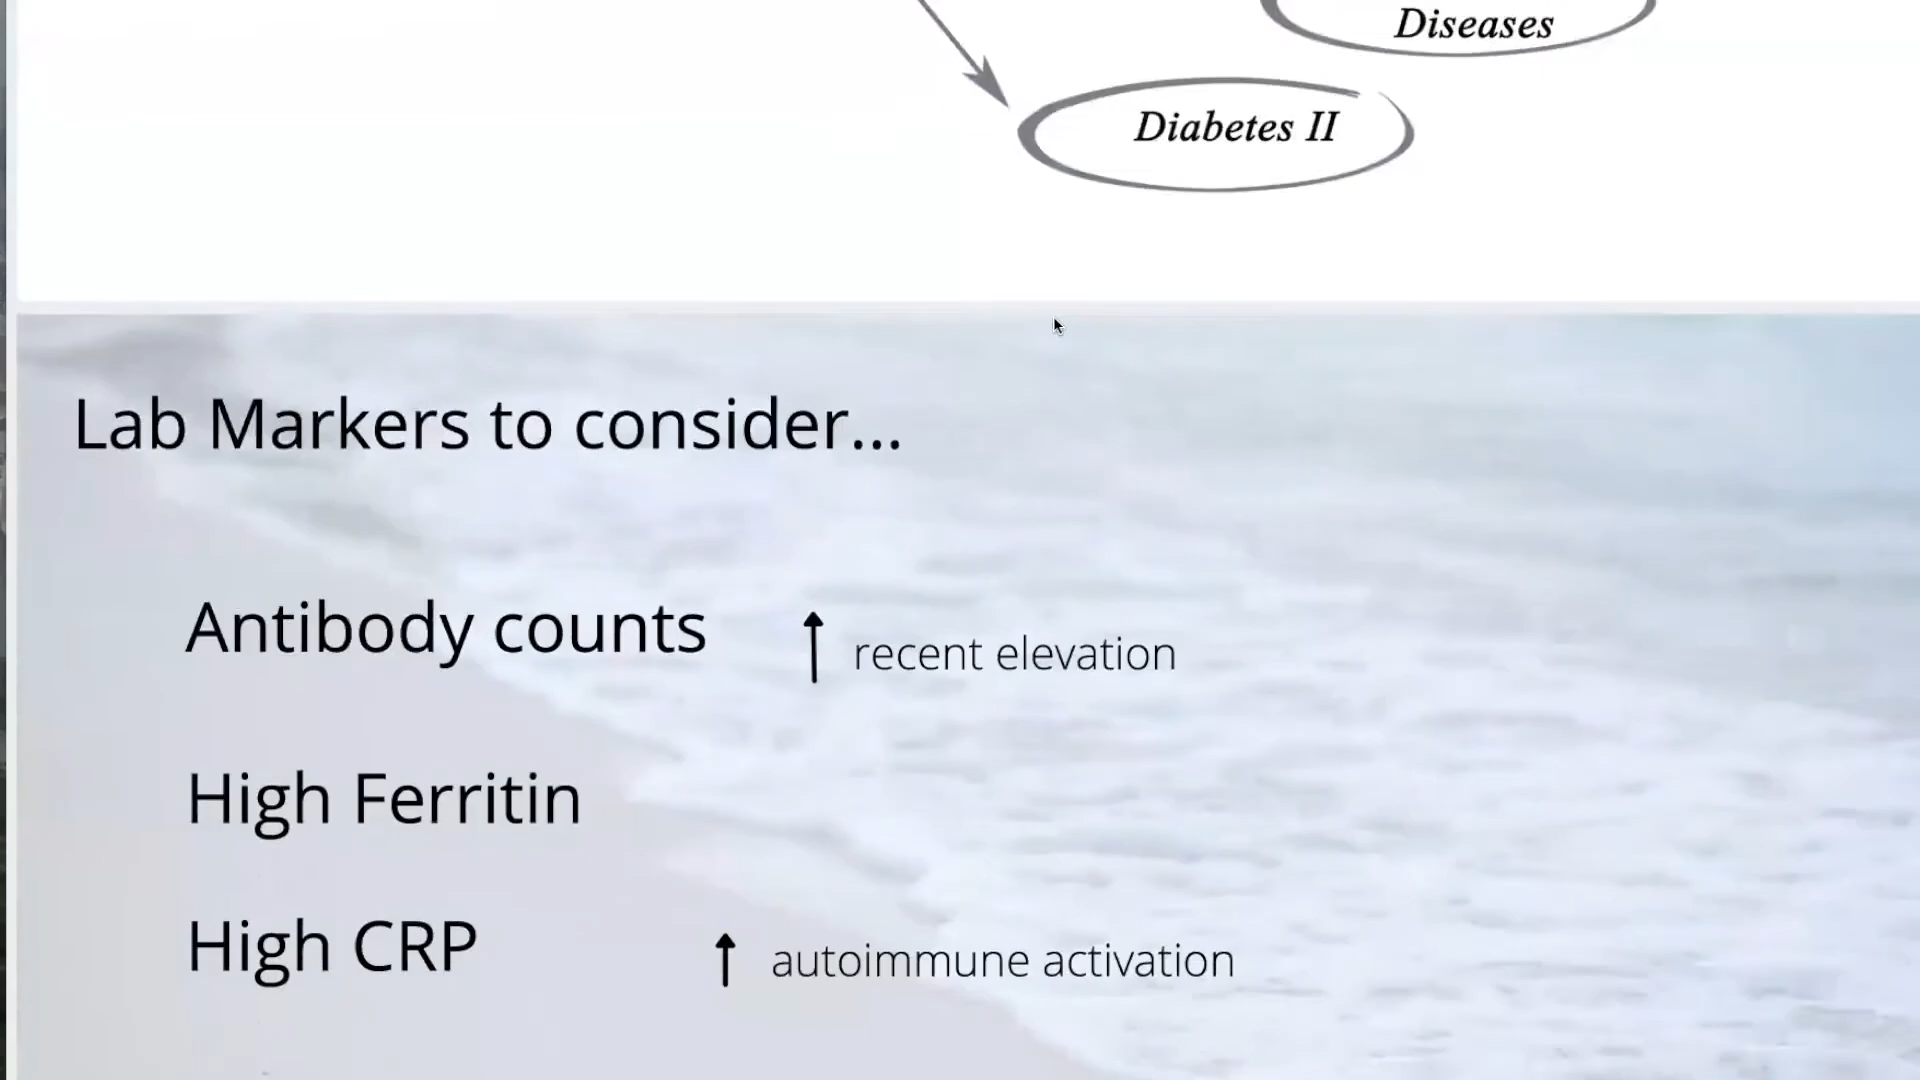 Diseases
Diabetes II
Lab Markers to consider...
Antibody counts
recent elevation
High Ferritin
High CRP
autoimmune activation